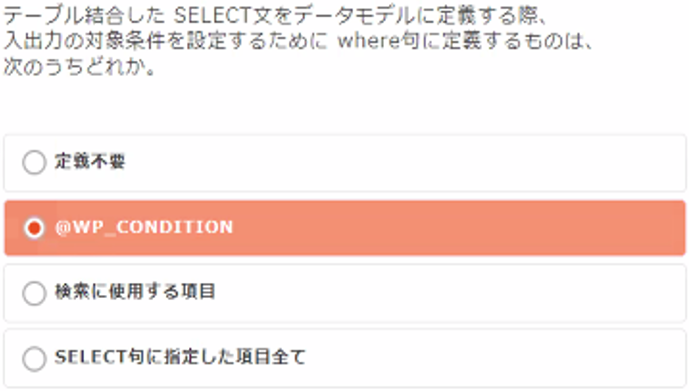 テーブル結合した SELECT文をデータモデルに定義する際、
入出力の対象条件を設定するために where句に定義するものは、
次のうちどれか。
定義不要
@WP_CONDITION
検索に使用する項目
SELECT句に指定した項目全て